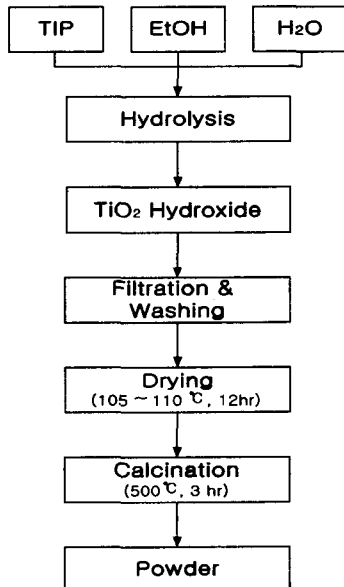 TIP EtOH H₂O
Hydrolysis
TiO₂ Hydroxide
Filtration &
Washing
Drying
(105 ~ 110 ℃, 12hr)
Calcination
(500℃, 3 hr)
Powder